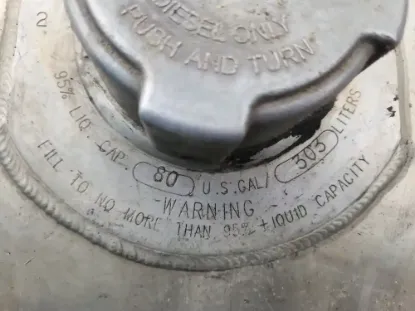 2
DIESEL ONLY
PUSH AND TURN
95% LIQ. CAP. 80 U.S. GAL/ 303 LITERS
WARNING
FILL TO NO MORE THAN 95% LIQUID CAPACITY